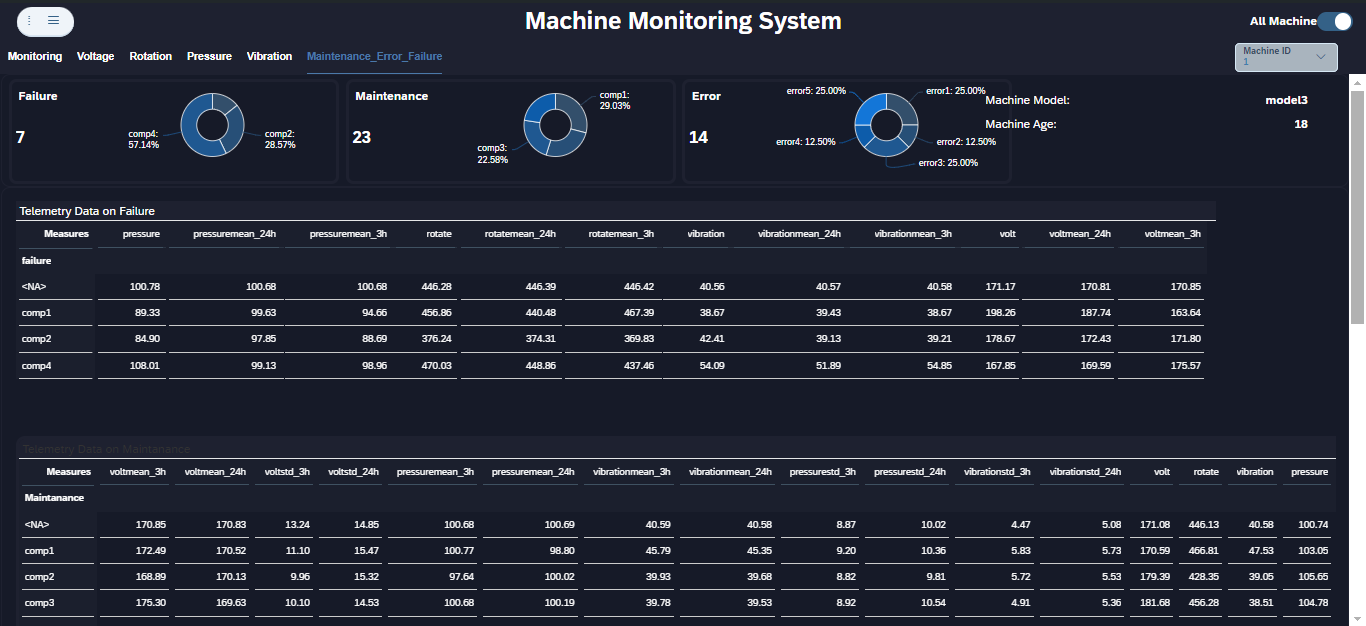 Machine Monitoring System
All Machine
Monitoring Voltage Rotation Pressure Vibration Maintenance_Error_Failure
Machine ID
1
Failure
7
comp4:
57.14%
comp2:
28.57%
Maintenance
23
comp1:
29.03%
comp3:
22.58%
Error
14
error5: 25.00%
error1: 25.00%
error4: 12.50%
error2: 12.50%
error3: 25.00%
Machine Model: model3
Machine Age: 18
Telemetry Data on Failure
Measures pressure pressuremean_24h pressuremean_3h rotate rotatemean_24h rotatemean_3h vibration vibrationmean_24h vibrationmean_3h volt voltmean_24h voltmean_3h
failure
<NA> 100.78 100.68 100.68 446.28 446.39 446.42 40.56 40.57 40.58 171.17 170.81 170.85
comp1 89.33 99.63 94.66 456.86 440.48 467.39 38.67 39.43 38.67 198.26 187.74 163.64
comp2 84.90 97.85 88.69 376.24 374.31 369.83 42.41 39.13 39.21 178.67 172.43 171.80
comp4 108.01 99.13 98.96 470.03 448.86 437.46 54.09 51.89 54.85 167.85 169.59 175.57
Telemetry Data on Maintanance
Measures voltmean_3h voltmean_24h voltstd_3h voltstd_24h pressuremean_3h pressuremean_24h vibrationmean_3h vibrationmean_24h pressurestd_3h pressurestd_24h vibrationstd_3h vibrationstd_24h volt rotate vibration pressure
Maintanance
<NA> 170.85 170.83 13.24 14.85 100.68 100.69 40.59 40.58 8.87 10.02 4.47 5.08 171.08 446.13 40.58 100.74
comp1 172.49 170.52 11.10 15.47 100.77 98.80 45.79 45.35 9.20 10.36 5.83 5.73 170.59 466.81 47.53 103.05
comp2 168.89 170.13 9.96 15.32 97.64 100.02 39.93 39.68 8.82 9.81 5.72 5.53 179.39 428.35 39.05 105.65
comp3 175.30 169.63 10.10 14.53 100.68 100.19 39.78 39.53 8.92 10.54 4.91 5.36 181.68 456.28 38.51 104.78